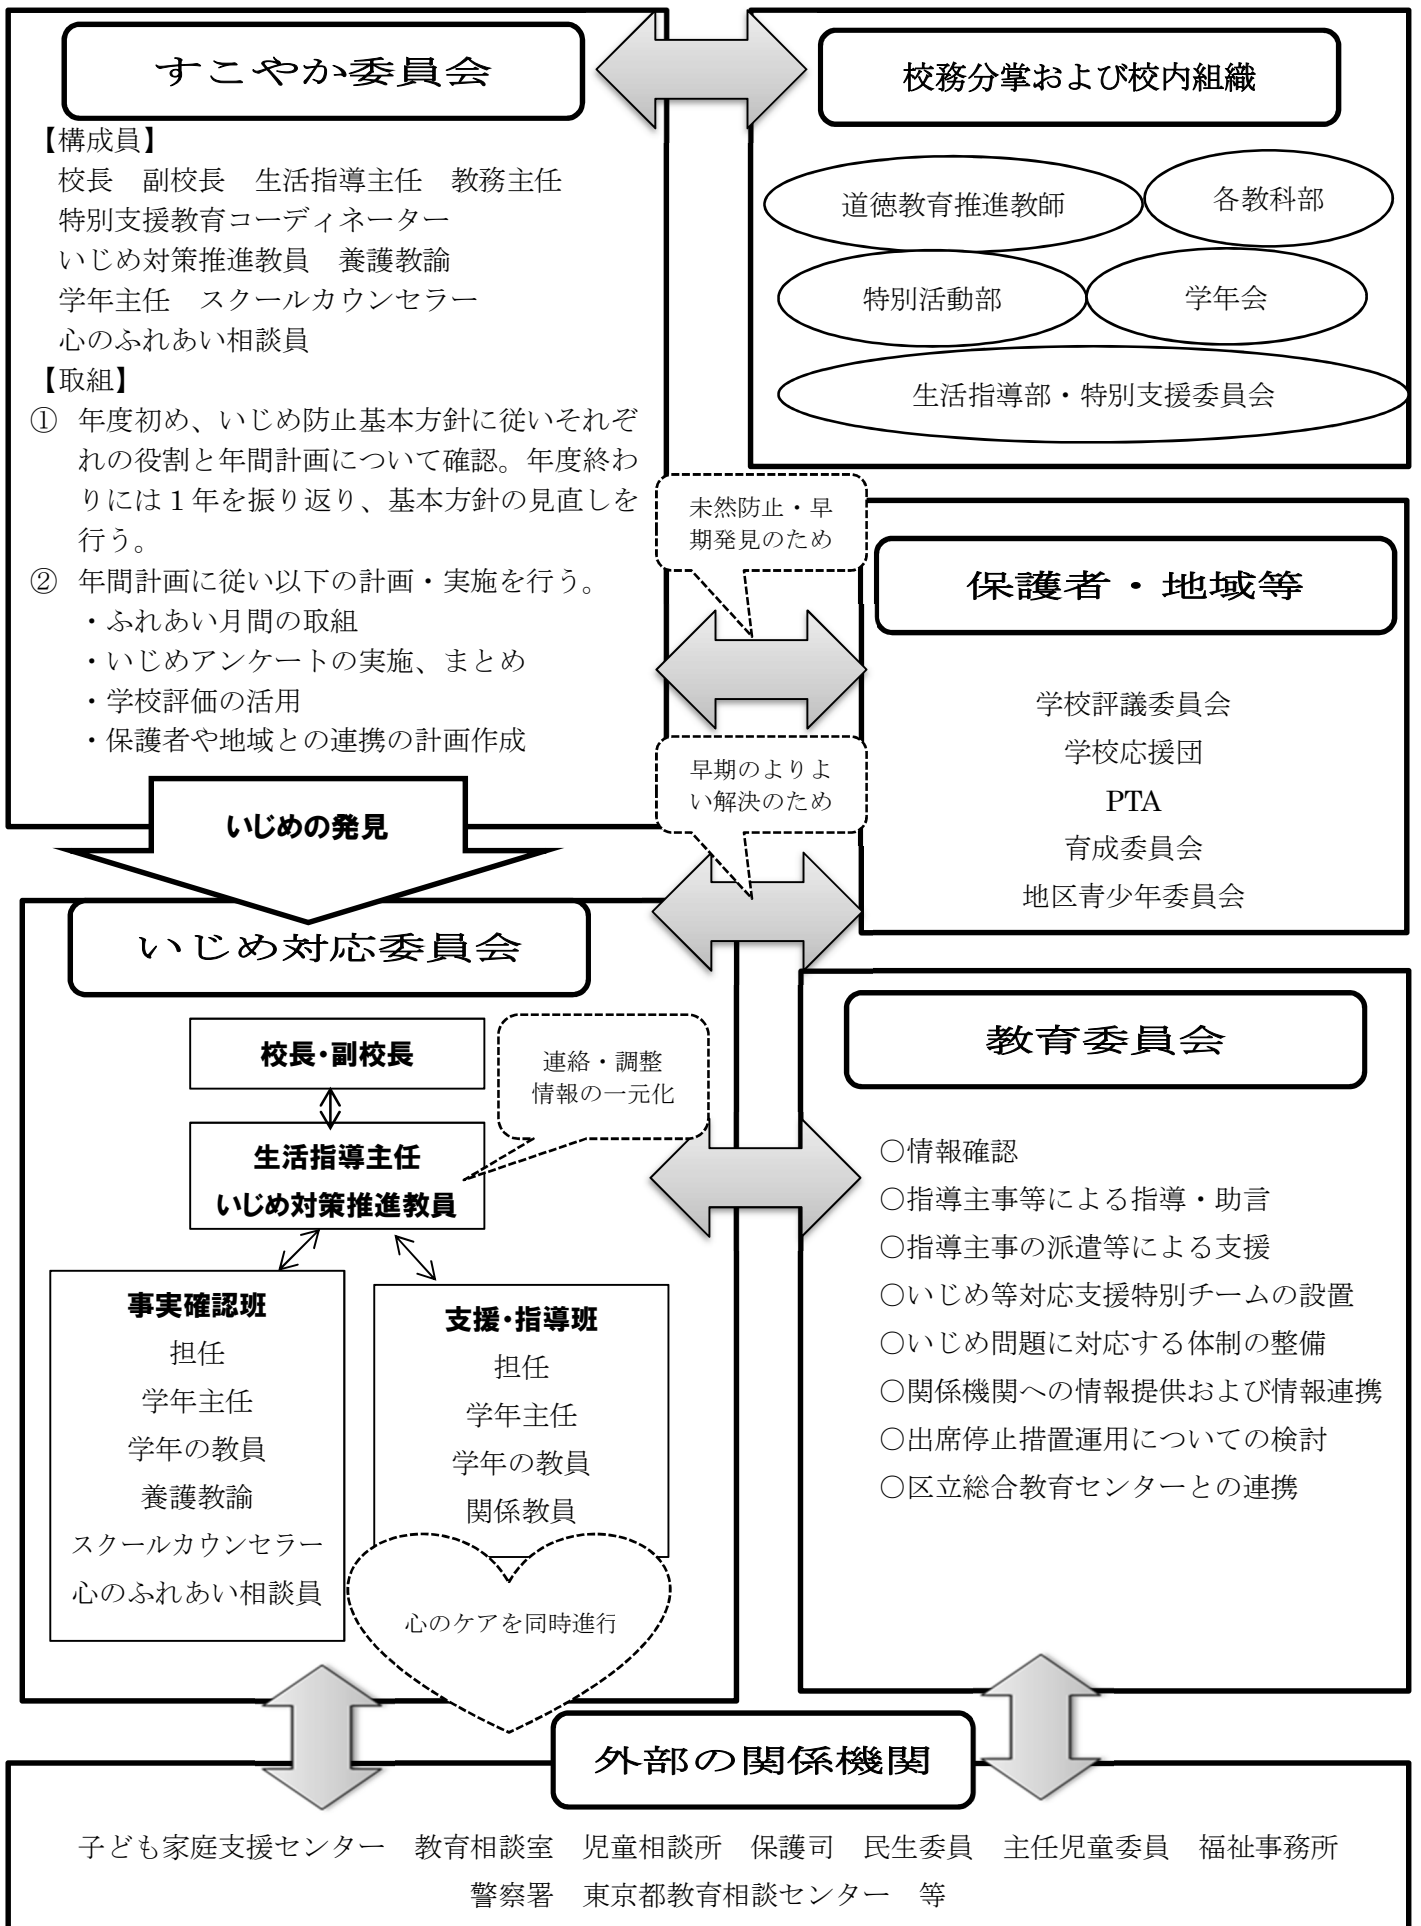 すこやか委員会
【構成員】
校長　副校長　生活指導主任　教務主任
特別支援教育コーディネーター
いじめ対策推進教員　養護教諭
学年主任　スクールカウンセラー
心のふれあい相談員
【取組】
①　年度初め、いじめ防止基本方針に従いそれぞ
れの役割と年間計画について確認。年度終わ
りには１年を振り返り、基本方針の見直しを
行う。
②　年間計画に従い以下の計画・実施を行う。
・ふれあい月間の取組
・いじめアンケートの実施、まとめ
・学校評価の活用
・保護者や地域との連携の計画作成
校務分掌および校内組織
道徳教育推進教師
各教科部
特別活動部
学年会
生活指導部・特別支援委員会
未然防止・早
期発見のため
保護者・地域等
学校評議委員会
学校応援団
PTA
育成委員会
地区青少年委員会
早期のよりよ
い解決のため
いじめの発見
いじめ対応委員会
校長・副校長
連絡・調整
情報の一元化
生活指導主任
いじめ対策推進教員
事実確認班
担任
学年主任
学年の教員
養護教諭
スクールカウンセラー
心のふれあい相談員
支援・指導班
担任
学年主任
学年の教員
関係教員
心のケアを同時進行
教育委員会
○情報確認
○指導主事等による指導・助言
○指導主事の派遣等による支援
○いじめ等対応支援特別チームの設置
○いじめ問題に対応する体制の整備
○関係機関への情報提供および情報連携
○出席停止措置運用についての検討
○区立総合教育センターとの連携
外部の関係機関
子ども家庭支援センター　教育相談室　児童相談所　保護司　民生委員　主任児童委員　福祉事務所
警察署　東京都教育相談センター　等